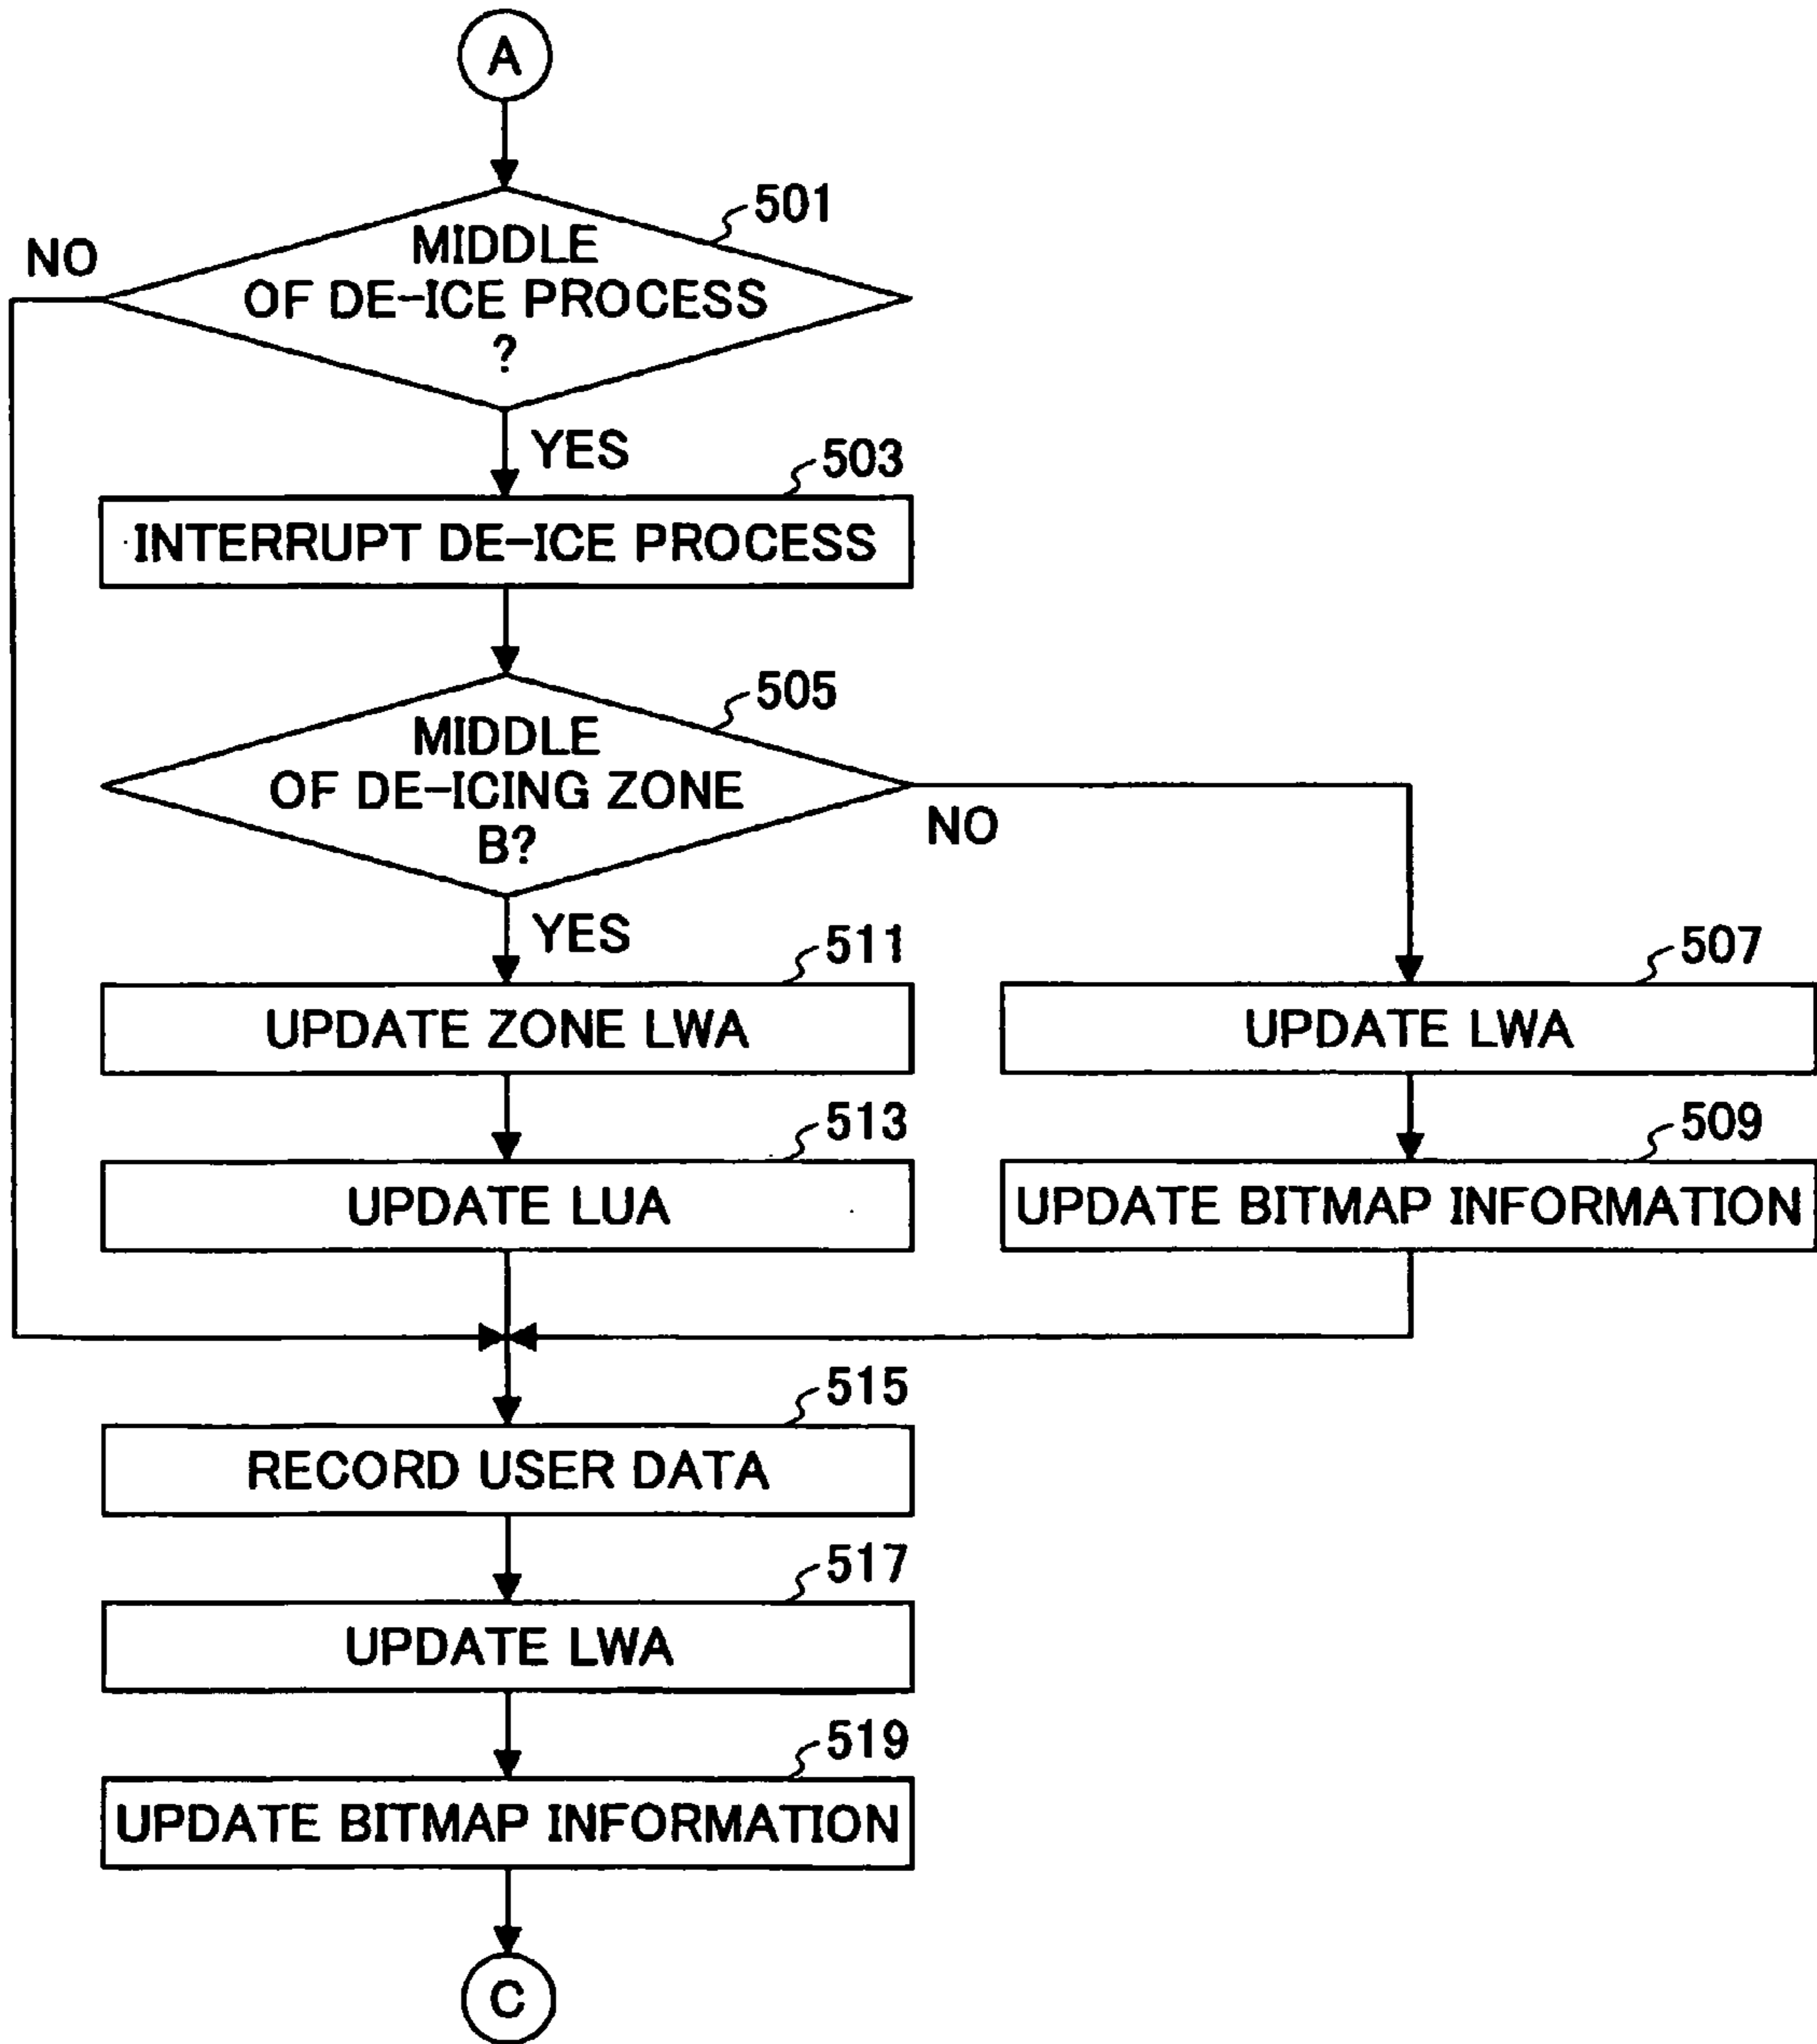 A
501
NO
MIDDLE
OF DE-ICE PROCESS
?
YES
503
INTERRUPT DE-ICE PROCESS
505
MIDDLE
OF DE-ICING ZONE
B?
NO
YES
511
507
UPDATE ZONE LWA
UPDATE LWA
513
509
UPDATE LUA
UPDATE BITMAP INFORMATION
515
RECORD USER DATA
517
UPDATE LWA
519
UPDATE BITMAP INFORMATION
C